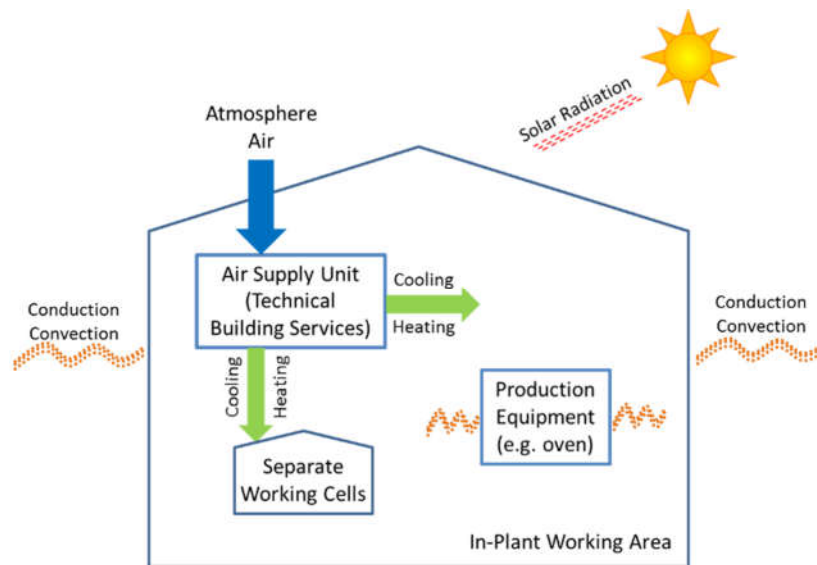 Solar Radiation
Atmosphere
Air
Air Supply Unit
(Technical
Building Services)
Cooling
Heating
Conduction
Convection
Conduction
Convection
Cooling
Heating
Production
Equipment
(e.g. oven)
Separate
Working Cells
In-Plant Working Area